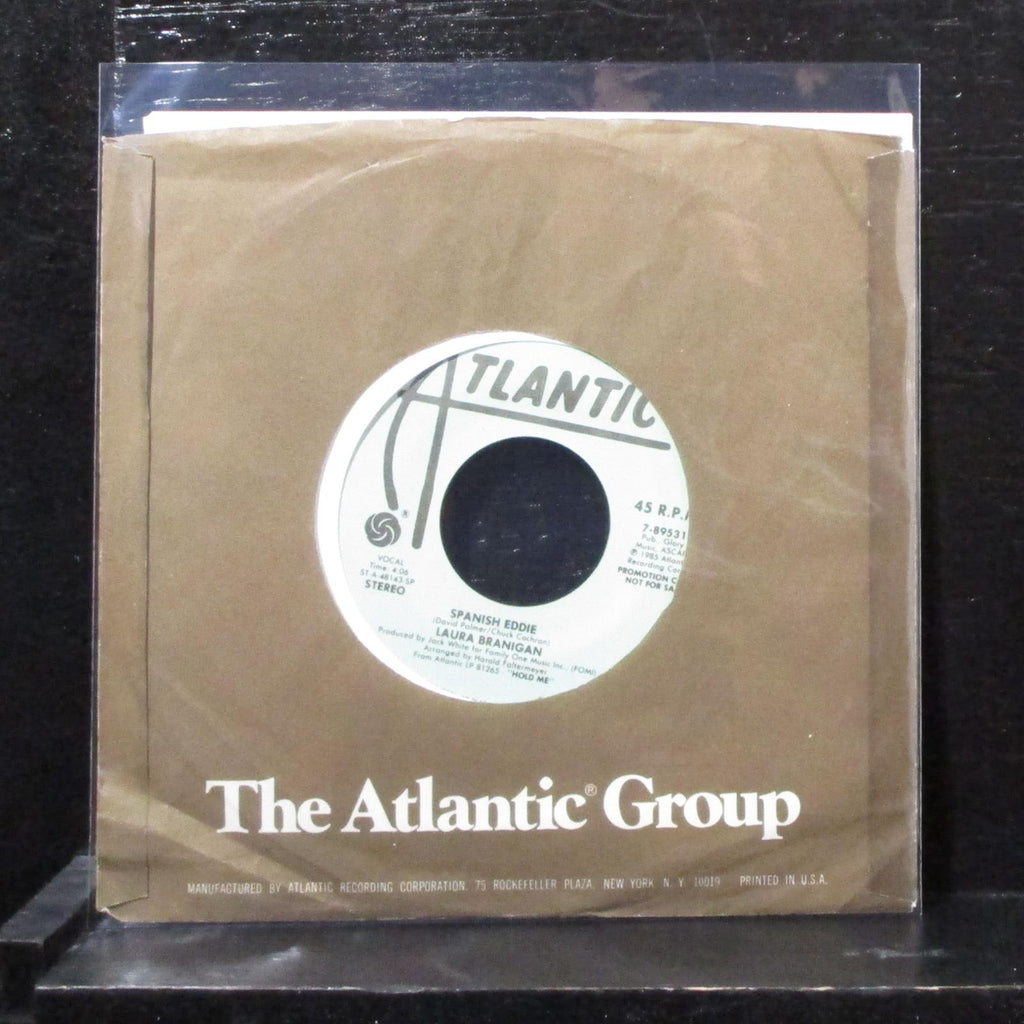 ATLANTIC
®
45 R.P.
7-89531
Pub., Glory
Music, ASCAP
℗ 1985 Atlan
Recording Cor
PROMOTION C
NOT FOR SA
VOCAL
Time: 4:06
ST-A-48143-SP
STEREO
SPANISH EDDIE
(David Palmer/Chuck Cochran)
LAURA BRANIGAN
Produced by Jack White for Family One Music Inc., (FOMI)
Arranged by Harold Faltermeyer
From Atlantic LP 81265 "HOLD ME"
The Atlantic® Group
MANUFACTURED BY ATLANTIC RECORDING CORPORATION, 75 ROCKEFELLER PLAZA, NEW YORK, N.Y. 10019 PRINTED IN U.S.A.